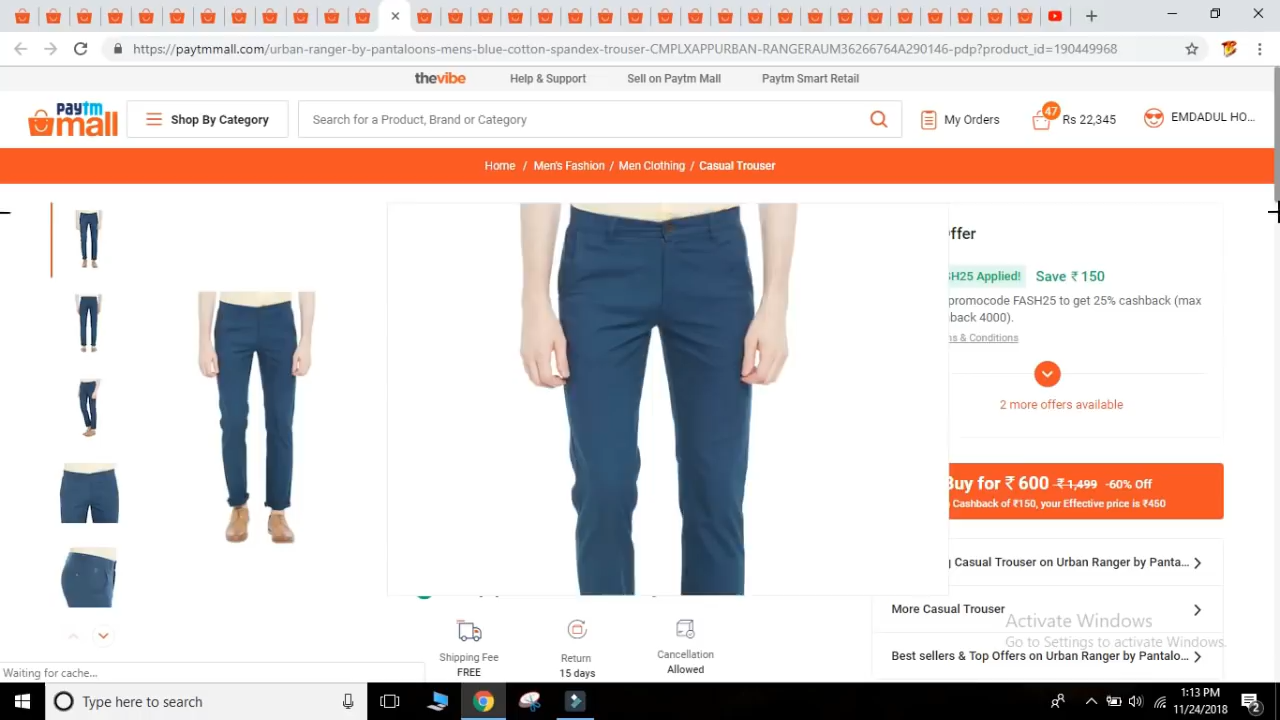 https://paytmmall.com/urban-ranger-by-pantaloons-mens-blue-cotton-spandex-trouser-CMPLXAPPURBAN-RANGERAUM36266764A290146-pdp?product_id=190449968
thevibe Help & Support Sell on Paytm Mall Paytm Smart Retail
paytm mall
Shop By Category
Search for a Product, Brand or Category
My Orders
47
Rs 22,345
EMDADUL HO...
Home / Men's Fashion / Men Clothing / Casual Trouser
ffer
H25 Applied! Save ₹ 150
promocode FASH25 to get 25% cashback (max
back 4000).
ns & Conditions
2 more offers available
Buy for ₹ 600 ₹ 1,499 -60% Off
Cashback of ₹150, your Effective price is ₹450
Casual Trouser on Urban Ranger by Panta...
More Casual Trouser
Best sellers & Top Offers on Urban Ranger by Pantalo...
Activate Windows
Go to Settings to activate Windows.
Shipping Fee
FREE
Return
15 days
Cancellation
Allowed
Waiting for cache...
Type here to search
1:13 PM
11/24/2018
2